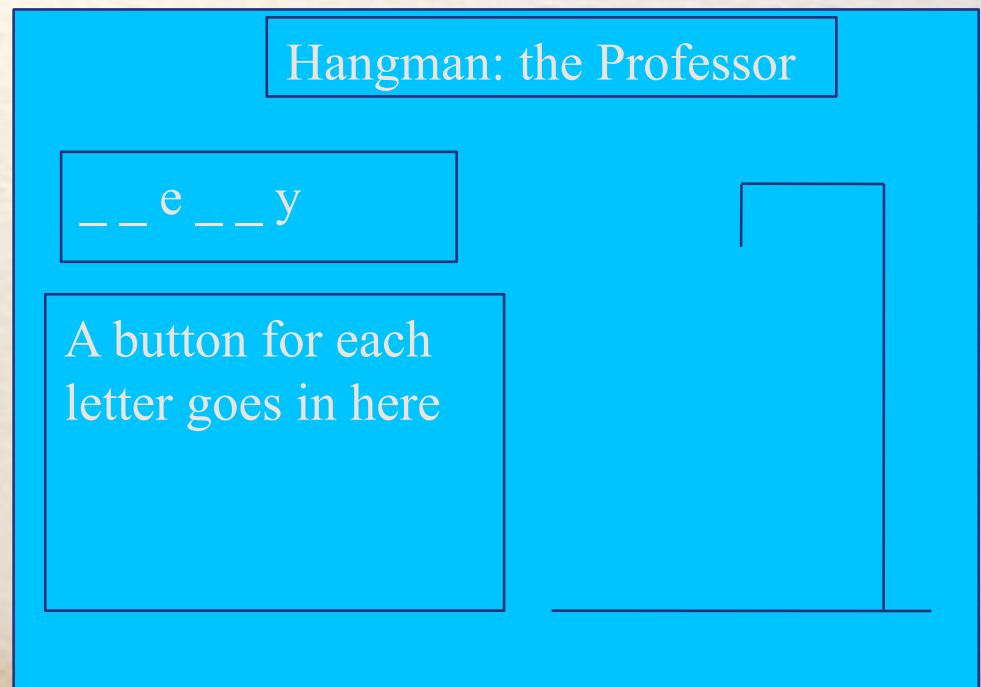 Hangman: the Professor
_ _ e _ _ y
A button for each
letter goes in here